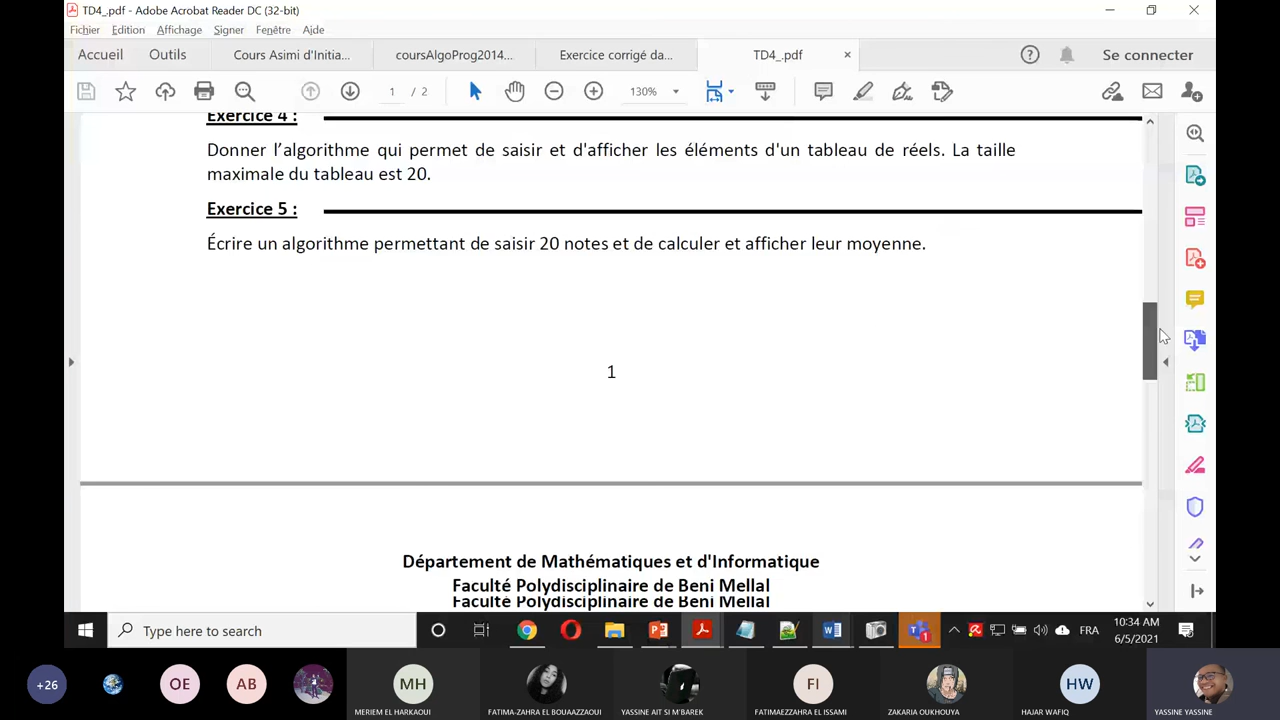 TD4_.pdf - Adobe Acrobat Reader DC (32-bit)
Fichier Edition Affichage Signer Fenêtre Aide
Accueil Outils Cours Asimi d'Initia... coursAlgoProg2014... Exercice corrigé da... TD4_.pdf × Se connecter
1 / 2 130%
Exercice 4 :
Donner l'algorithme qui permet de saisir et d'afficher les éléments d'un tableau de réels. La taille
maximale du tableau est 20.
Exercice 5 :
Écrire un algorithme permettant de saisir 20 notes et de calculer et afficher leur moyenne.
1
Département de Mathématiques et d'Informatique
Faculté Polydisciplinaire de Beni Mellal
Faculté Polydisciplinaire de Beni Mellal
Type here to search
FRA
10:34 AM
6/5/2021
+26 OE AB MH FI HW
MERIEM EL HARKAOUI FATIMA-ZAHRA EL BOUAAZZAOUI YASSINE AIT SI M'BAREK FATIMAEZZAHRA EL ISSAMI ZAKARIA OUKHOUYA HAJAR WAFIQ YASSINE YASSINE